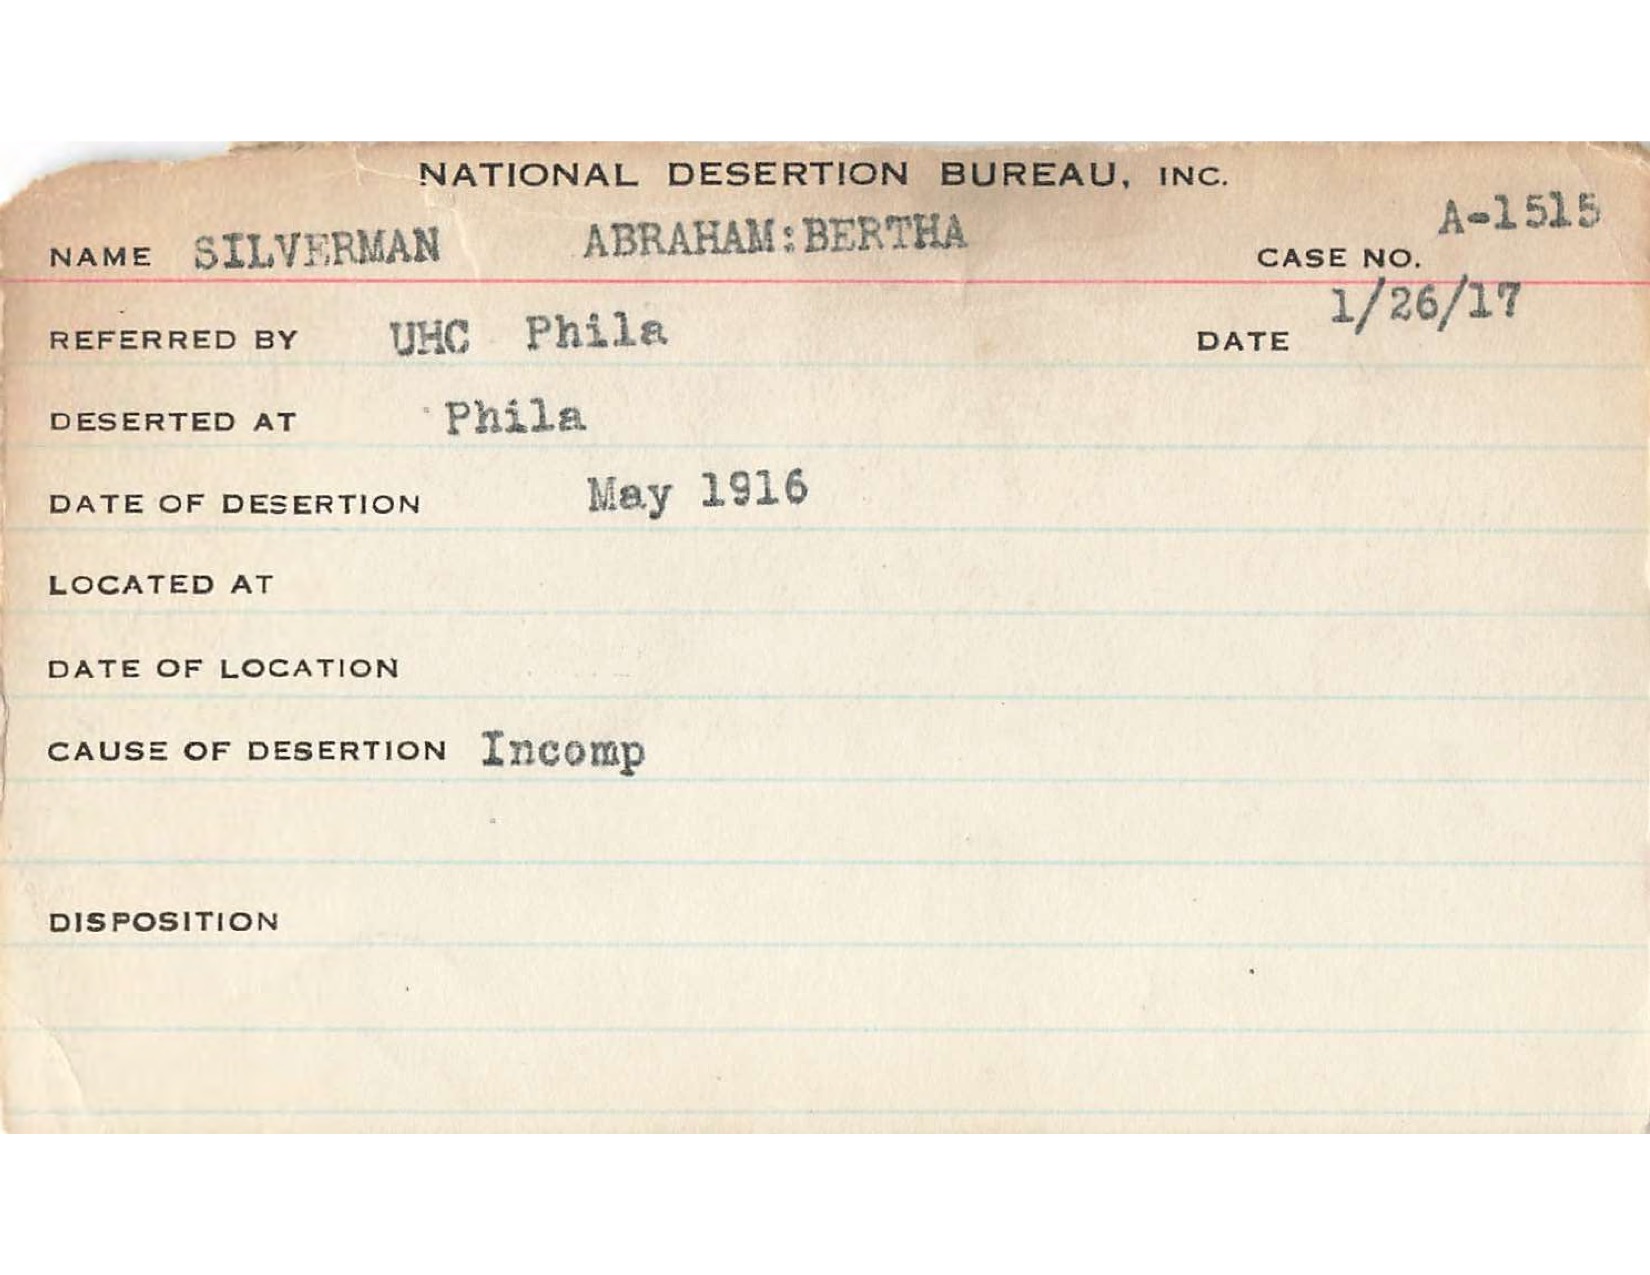 NATIONAL DESERTION BUREAU, INC.
NAME SILVERMAN ABRAHAM:BERTHA CASE NO. A-1515
REFERRED BY UHC Phila DATE 1/26/17
DESERTED AT Phila
DATE OF DESERTION May 1916
LOCATED AT
DATE OF LOCATION
CAUSE OF DESERTION Incomp
DISPOSITION